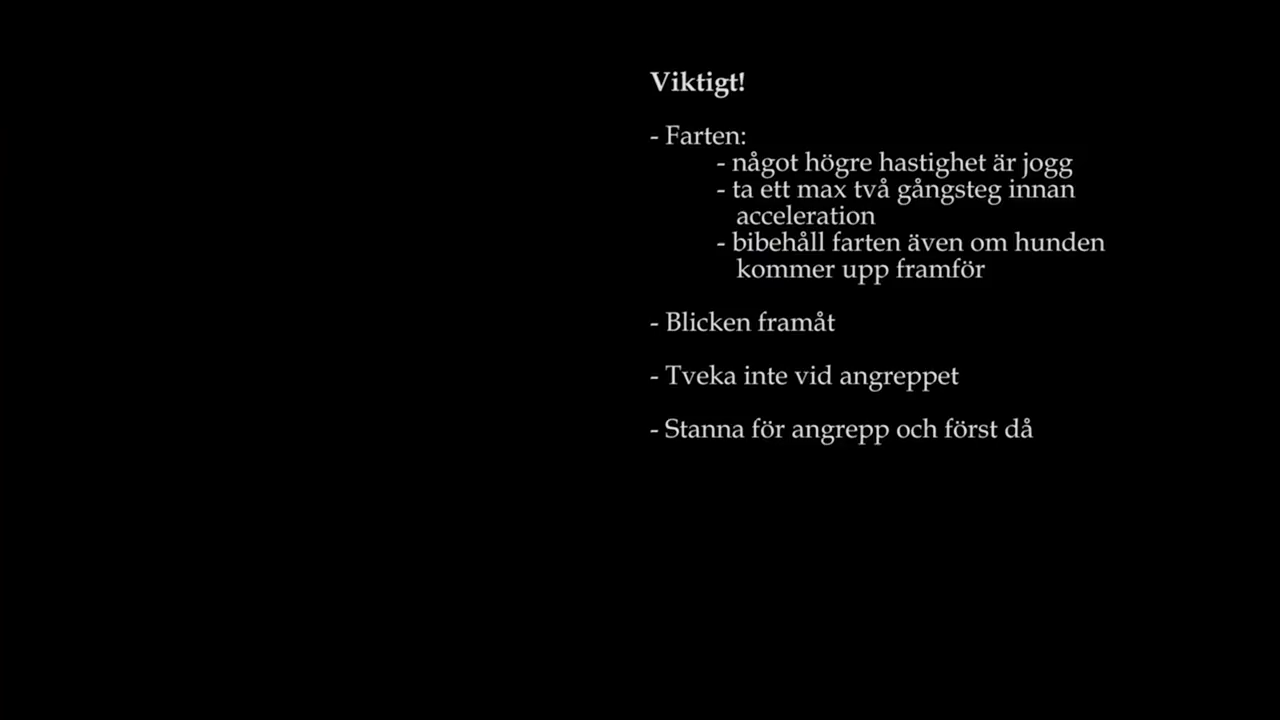 Viktigt!
- Farten:
- något högre hastighet är jogg
- ta ett max två gångsteg innan
acceleration
- bibehåll farten även om hunden
kommer upp framför
- Blicken framåt
- Tveka inte vid angreppet
- Stanna för angrepp och först då